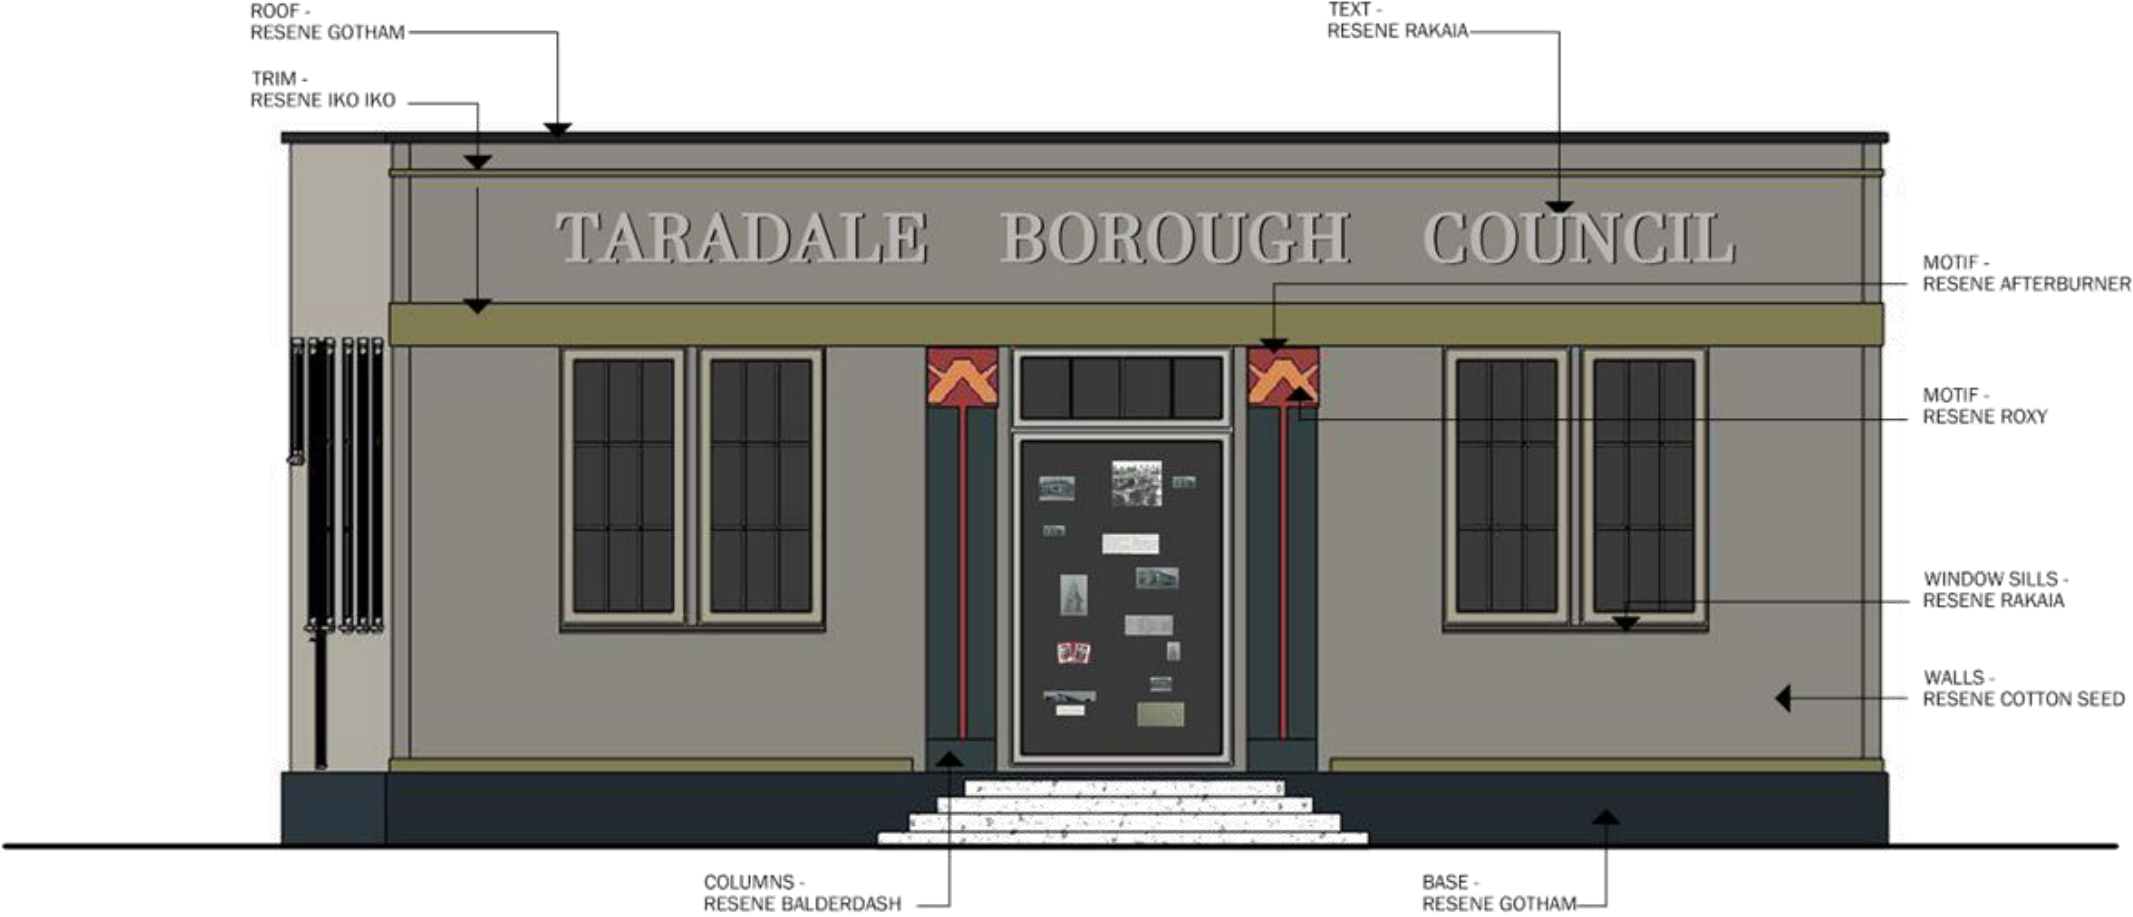 ROOF -
RESENE GOTHAM
TRIM -
RESENE IKO IKO
TEXT -
RESENE RAKAIA
TARADALE BOROUGH COUNCIL
MOTIF -
RESENE AFTERBURNER
MOTIF -
RESENE ROXY
WINDOW SILLS -
RESENE RAKAIA
WALLS -
RESENE COTTON SEED
COLUMNS -
RESENE BALDERDASH
BASE -
RESENE GOTHAM